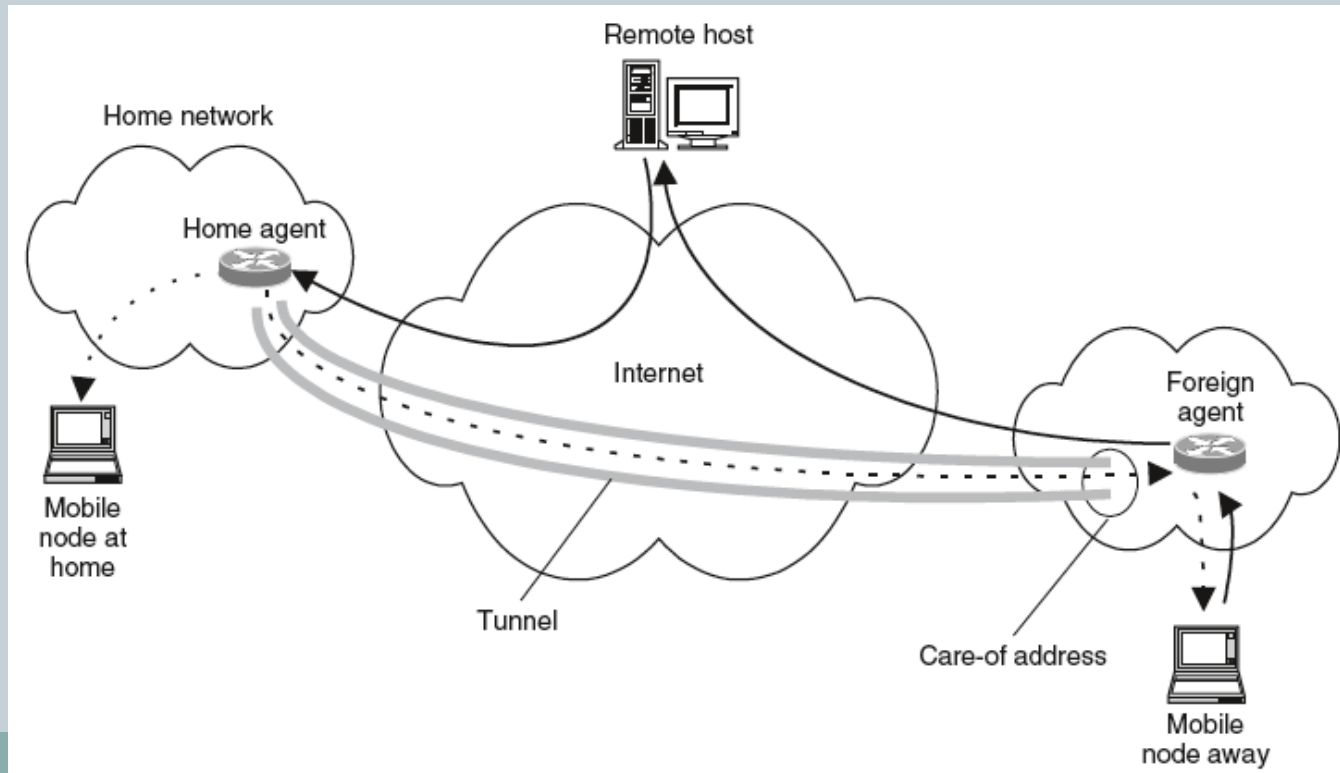 Remote host
Home network
Home agent
Internet
Foreign
agent
Mobile
node at
home
Tunnel
Care-of address
Mobile
node away